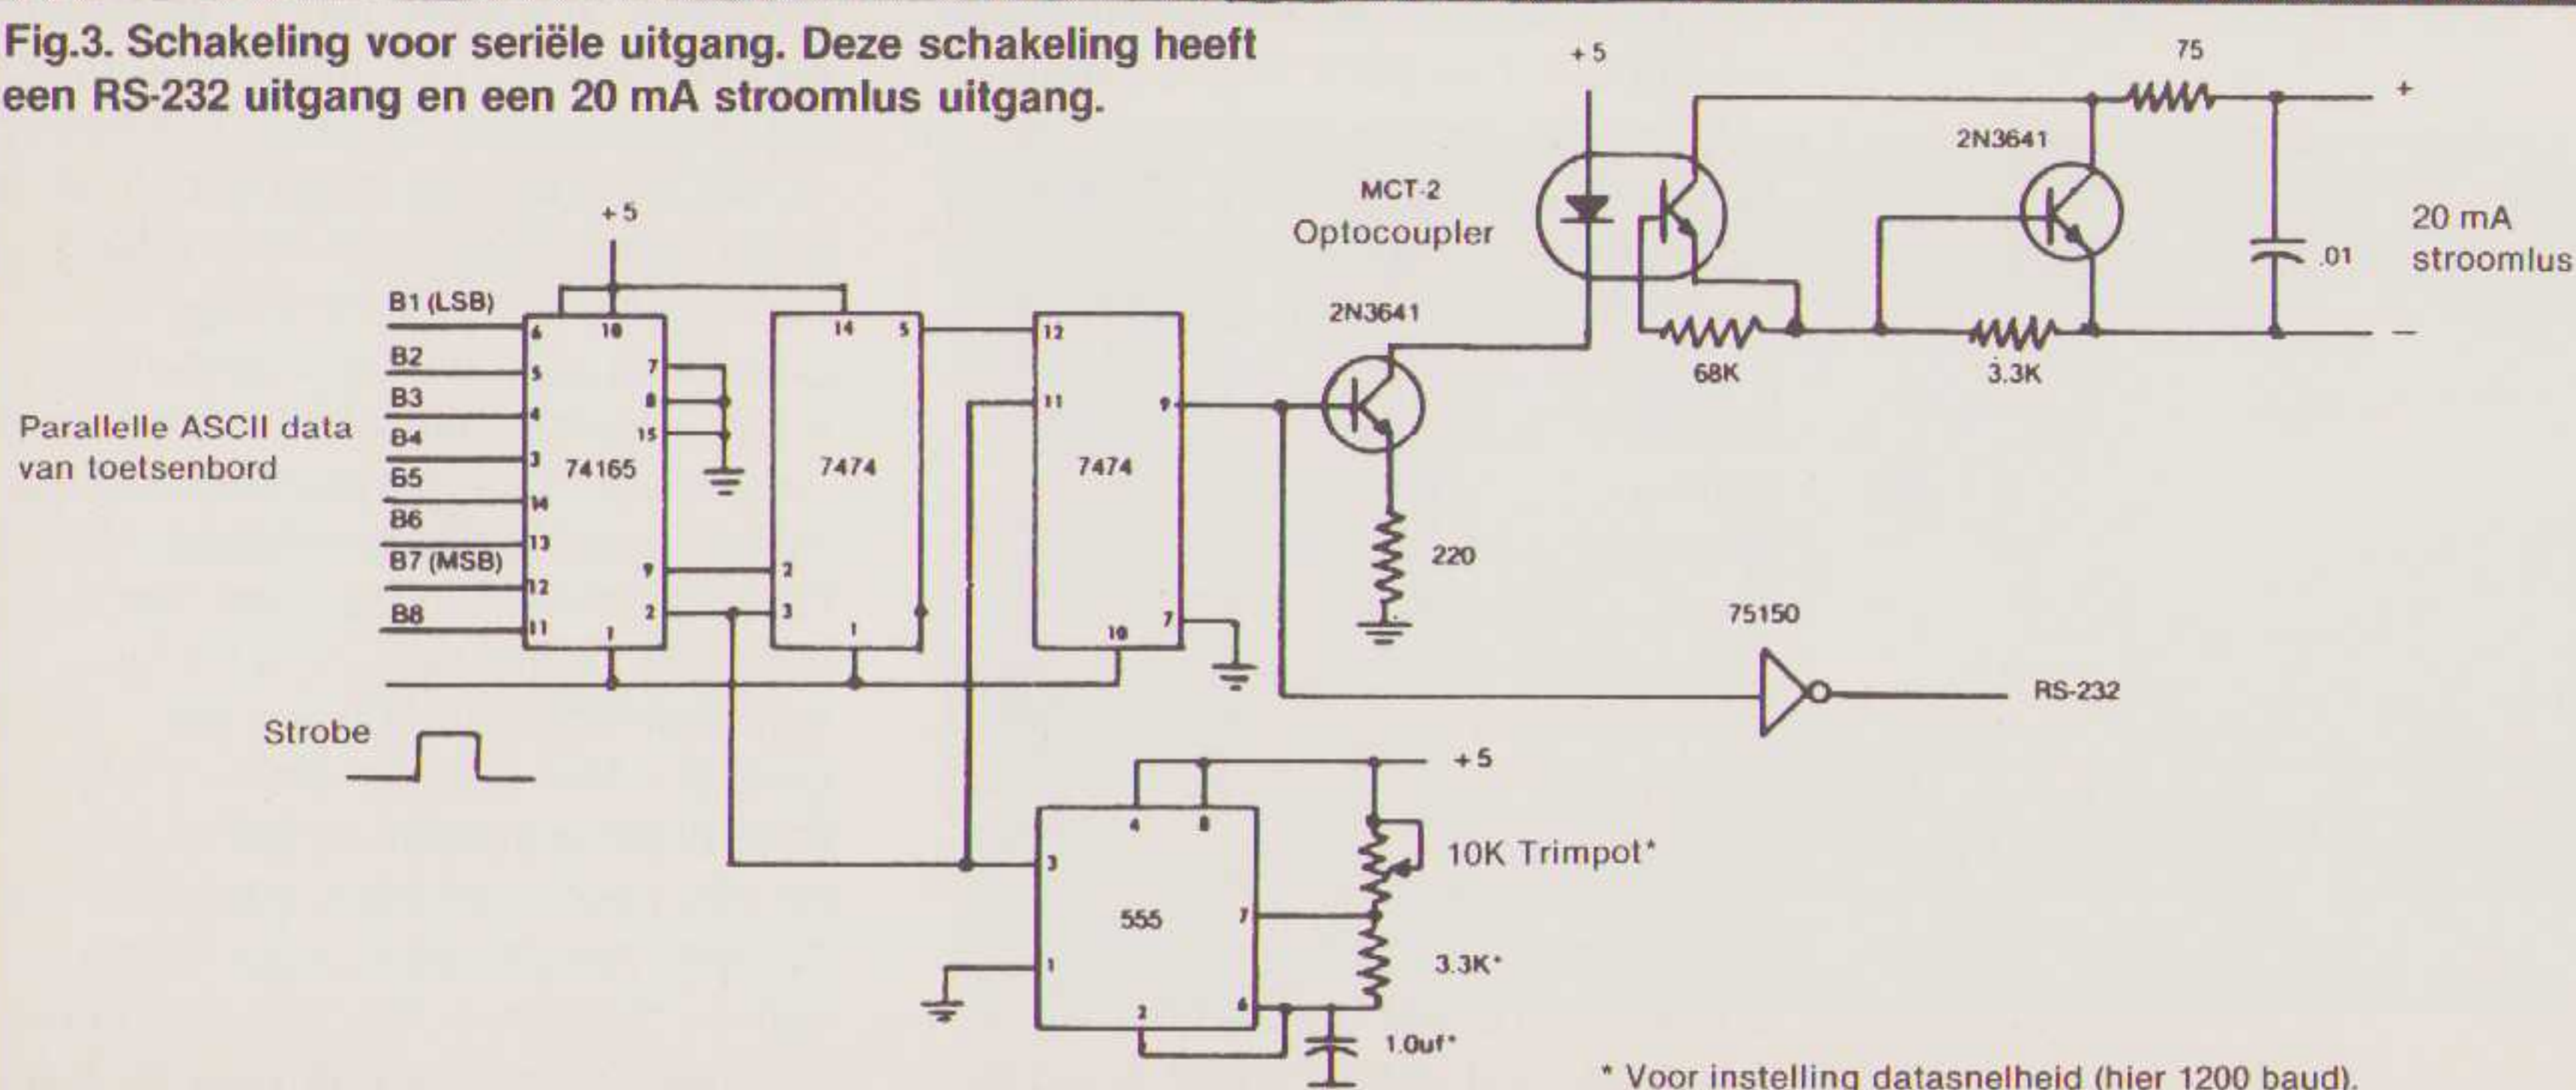 Fig.3. Schakeling voor seriële uitgang. Deze schakeling heeft
een RS-232 uitgang en een 20 mA stroomlus uitgang.
+5
75
+
2N3641
MCT-2
Optocoupler
20 mA
stroomlus
.01
–
68K
3.3K
2N3641
220
+5
B1 (LSB)
B2
B3
B4
B5
B6
B7 (MSB)
B8
Parallelle ASCII data
van toetsenbord
6
5
4
3
14
13
12
11
10
7
8
15
74165
9
2
1
14
5
7474
2
3
1
12
11
9
7474
10
7
75150
RS-232
Strobe
+5
4
8
3
555
7
1
2
6
10K Trimpot*
3.3K*
1.0uf*
* Voor instelling datasnelheid (hier 1200 baud).